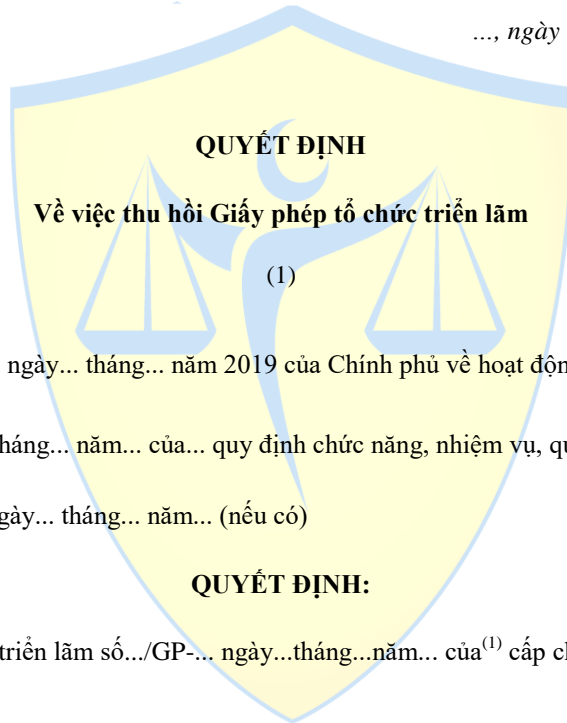 ..., ngày
QUYẾT ĐỊNH
Về việc thu hồi Giấy phép tổ chức triển lãm
(1)
ngày... tháng... năm 2019 của Chính phủ về hoạt độn
háng... năm... của... quy định chức năng, nhiệm vụ, qu
gày... tháng... năm... (nếu có)
QUYẾT ĐỊNH:
triển lãm số.../GP-... ngày...tháng...năm... của(1) cấp ch